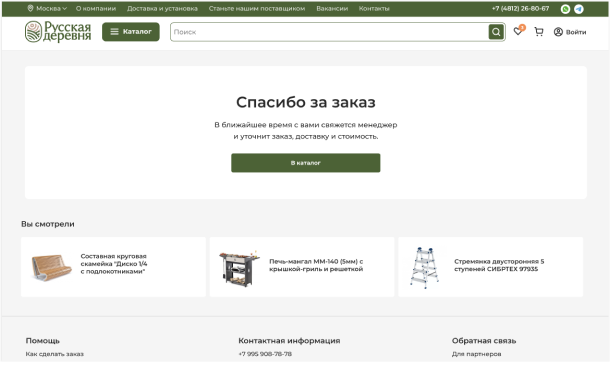 Москва О компании Доставка и установка Станьте нашим поставщиком Вакансии Контакты +7 (4812) 26-80-67
Русская
деревня
Каталог Поиск Войти
Спасибо за заказ
В ближайшее время с вами свяжется менеджер
и уточнит заказ, доставку и стоимость.
В каталог
Вы смотрели
Составная круговая
скамейка "Диско 1/4
с подлокотниками"
Печь-мангал ММ-140 (5мм) с
крышкой-гриль и решеткой
Стремянка двусторонняя 5
ступеней СИБРТЕХ 97935
Помощь Контактная информация Обратная связь
Как сделать заказ +7 995 908-78-78 Для партнеров